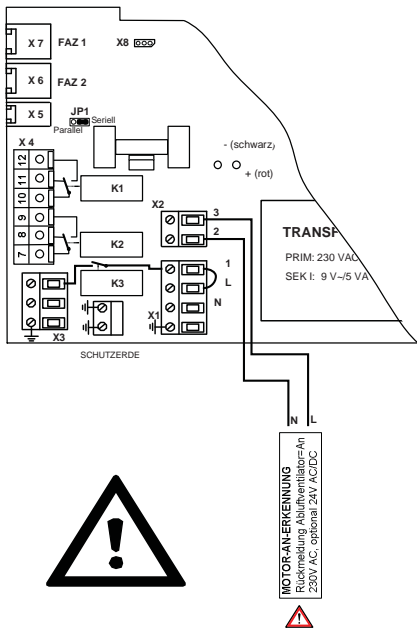 X 7 FAZ 1 X8
X 6 FAZ 2
X 5 JP1
Seriell
Parallel
X 4
12
11
10
9
8
7
K1
K2
K3
- (schwarz)
+ (rot)
X2
3
2
TRANSF
PRIM: 230 VAC
SEK I: 9 V~/5 VA
1
L
N
X1
X3
SCHUTZERDE
N L
MOTOR-AN-ERKENNUNG
Rückmeldung Abluftventilator=An
230V AC, optional 24V AC/DC